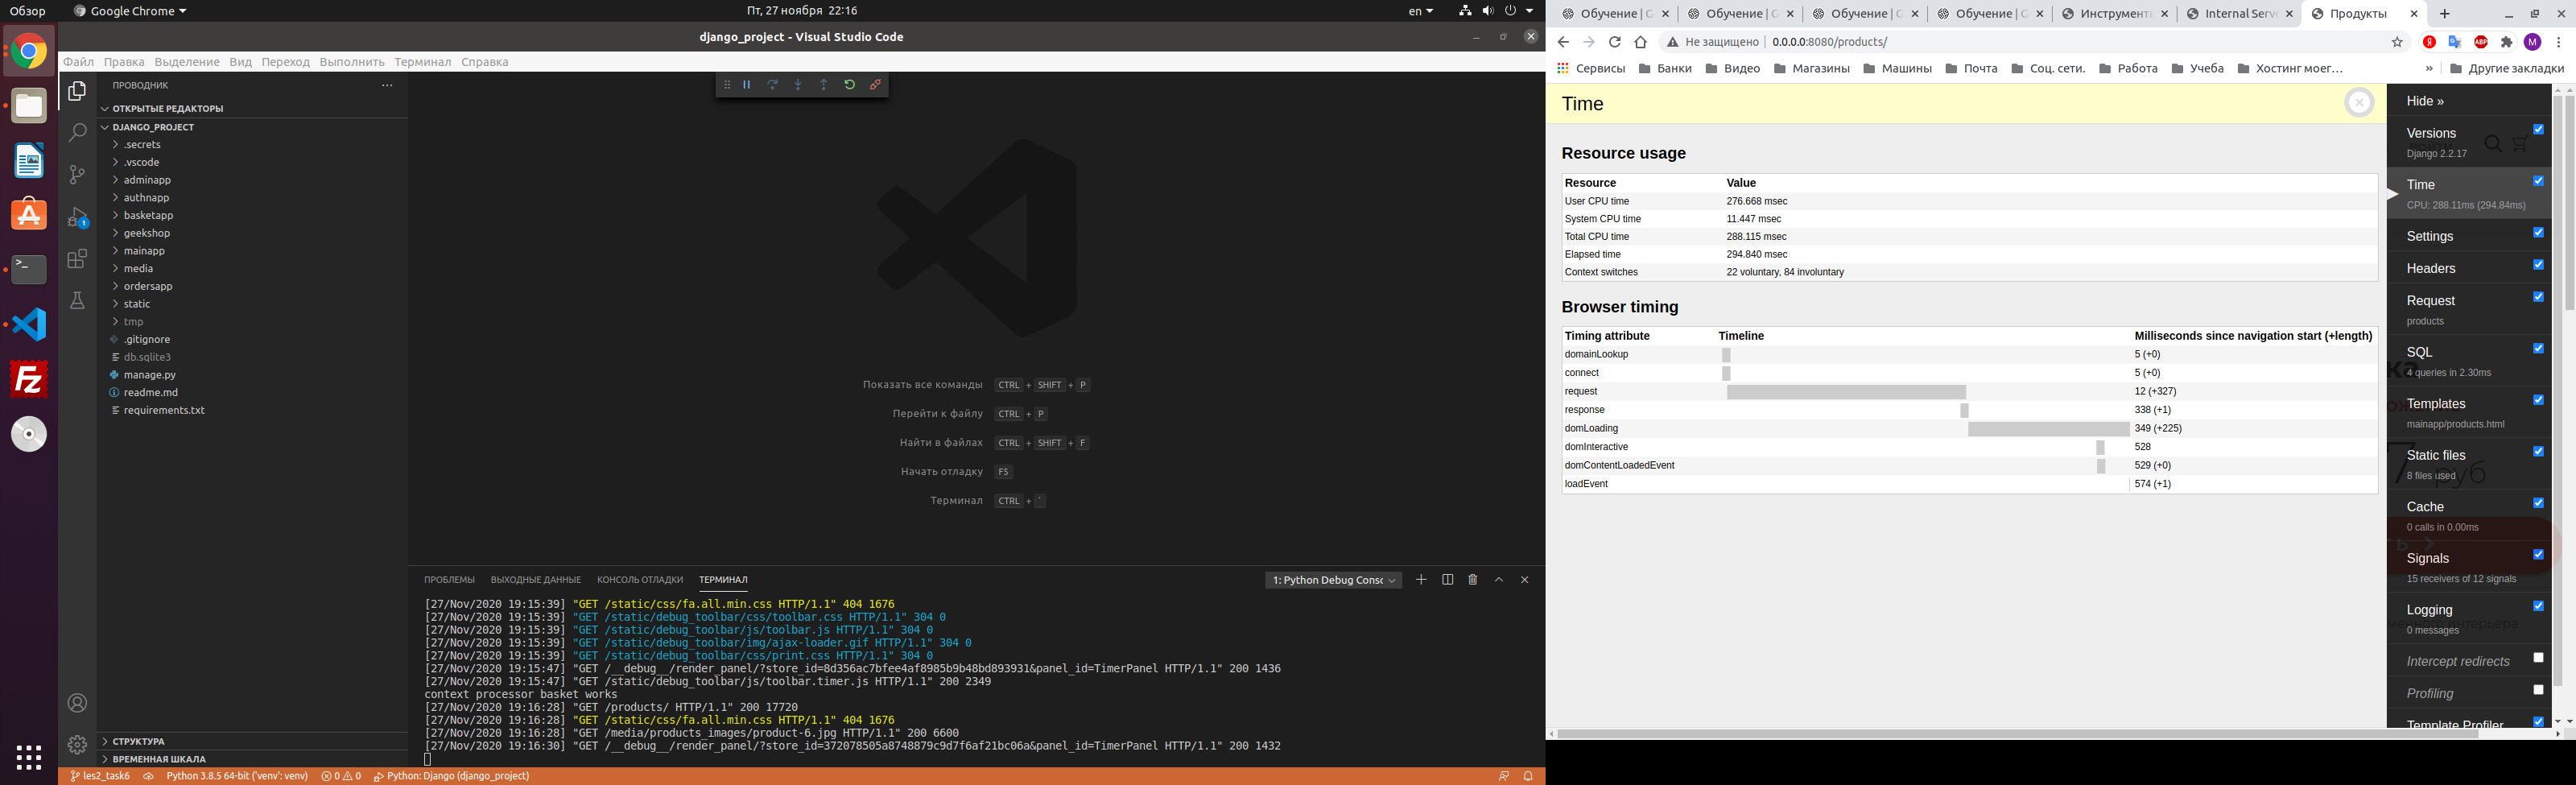 Обзор
Google Chrome
Пт, 27 ноября 22:16
en
django_project - Visual Studio Code
Файл Правка Выделение Вид Переход Выполнить Терминал Справка
ПРОВОДНИК
ОТКРЫТЫЕ РЕДАКТОРЫ
DJANGO_PROJECT
.secrets
.vscode
adminapp
authnapp
basketapp
geekshop
mainapp
media
ordersapp
static
tmp
.gitignore
db.sqlite3
manage.py
readme.md
requirements.txt
СТРУКТУРА
ВРЕМЕННАЯ ШКАЛА
1
Показать все команды CTRL + SHIFT + P
Перейти к файлу CTRL + P
Найти в файлах CTRL + SHIFT + F
Начать отладку F5
Терминал CTRL + `
ПРОБЛЕМЫ ВЫХОДНЫЕ ДАННЫЕ КОНСОЛЬ ОТЛАДКИ ТЕРМИНАЛ
1: Python Debug Consc
[27/Nov/2020 19:15:39] "GET /static/css/fa.all.min.css HTTP/1.1" 404 1676
[27/Nov/2020 19:15:39] "GET /static/debug_toolbar/css/toolbar.css HTTP/1.1" 304 0
[27/Nov/2020 19:15:39] "GET /static/debug_toolbar/js/toolbar.js HTTP/1.1" 304 0
[27/Nov/2020 19:15:39] "GET /static/debug_toolbar/img/ajax-loader.gif HTTP/1.1" 304 0
[27/Nov/2020 19:15:39] "GET /static/debug_toolbar/css/print.css HTTP/1.1" 304 0
[27/Nov/2020 19:15:47] "GET /__debug__/render_panel/?store_id=8d356ac7bfee4af8985b9b48bd893931&panel_id=TimerPanel HTTP/1.1" 200 1436
[27/Nov/2020 19:15:47] "GET /static/debug_toolbar/js/toolbar.timer.js HTTP/1.1" 200 2349
context processor basket works
[27/Nov/2020 19:16:28] "GET /products/ HTTP/1.1" 200 17720
[27/Nov/2020 19:16:28] "GET /static/css/fa.all.min.css HTTP/1.1" 404 1676
[27/Nov/2020 19:16:28] "GET /media/products_images/product-6.jpg HTTP/1.1" 200 6600
[27/Nov/2020 19:16:30] "GET /__debug__/render_panel/?store_id=372078505a8748879c9d7f6af21bc06a&panel_id=TimerPanel HTTP/1.1" 200 1432
les2_task6
Python 3.8.5 64-bit ('venv': venv)
0 0
Python: Django (django_project)
Обучение | G
Обучение | G
Обучение | G
Обучение | G
Инструменты
Internal Serv
Продукты
Не защищено
0.0.0.0:8080/products/
Я
ABP
M
Сервисы Банки Видео Магазины Машины Почта Соц. сети. Работа Учеба Хостинг моег… » Другие закладки
Time
Resource usage
Resource Value
User CPU time 276.668 msec
System CPU time 11.447 msec
Total CPU time 288.115 msec
Elapsed time 294.840 msec
Context switches 22 voluntary, 84 involuntary
Browser timing
Timing attribute Timeline Milliseconds since navigation start (+length)
domainLookup 5 (+0)
connect 5 (+0)
request 12 (+327)
response 338 (+1)
domLoading 349 (+225)
domInteractive 528
domContentLoadedEvent 529 (+0)
loadEvent 574 (+1)
Hide »
Versions
Django 2.2.17
Time
CPU: 288.11ms (294.84ms)
Settings
Headers
Request
products
SQL
4 queries in 2.30ms
Templates
mainapp/products.html
Static files
8 files used
руб
Cache
0 calls in 0.00ms
Signals
15 receivers of 12 signals
Logging
0 messages
интерьера
Intercept redirects
Profiling
Template Profiler